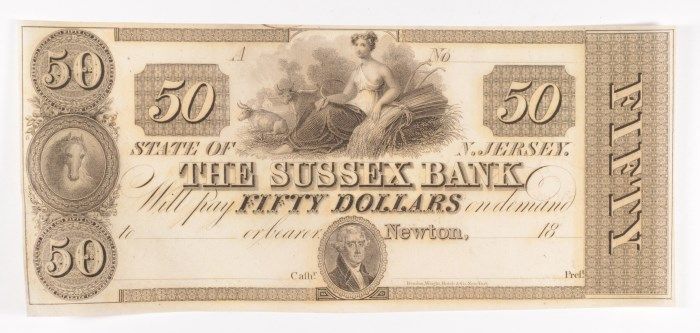 50
A
No
50
50
STATE OF
N. JERSEY.
THE SUSSEX BANK
Will pay FIFTY DOLLARS on demand
to
or bearer
Newton,
18
Cashr.
Prest.
50
FIFTY